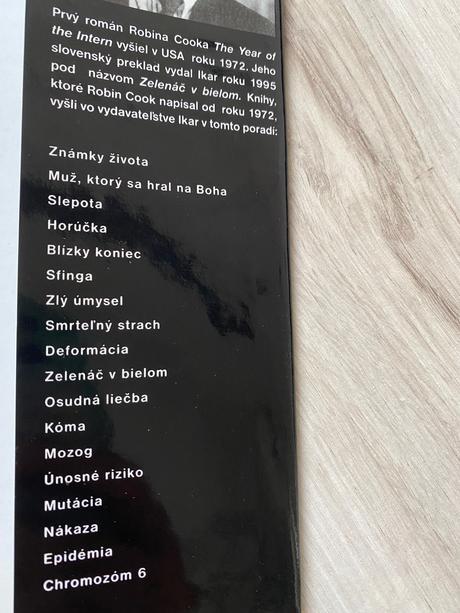 Prvý román Robina Cooka The Year of
the Intern vyšiel v USA roku 1972. Jeho
slovenský preklad vydal Ikar roku 1995
pod názvom Zelenáč v bielom. Knihy,
ktoré Robin Cook napísal od roku 1972,
vyšli vo vydavateľstve Ikar v tomto poradí:
Známky života
Muž, ktorý sa hral na Boha
Slepota
Horúčka
Blízky koniec
Sfinga
Zlý úmysel
Smrteľný strach
Deformácia
Zelenáč v bielom
Osudná liečba
Kóma
Mozog
Únosné riziko
Mutácia
Nákaza
Epidémia
Chromozóm 6